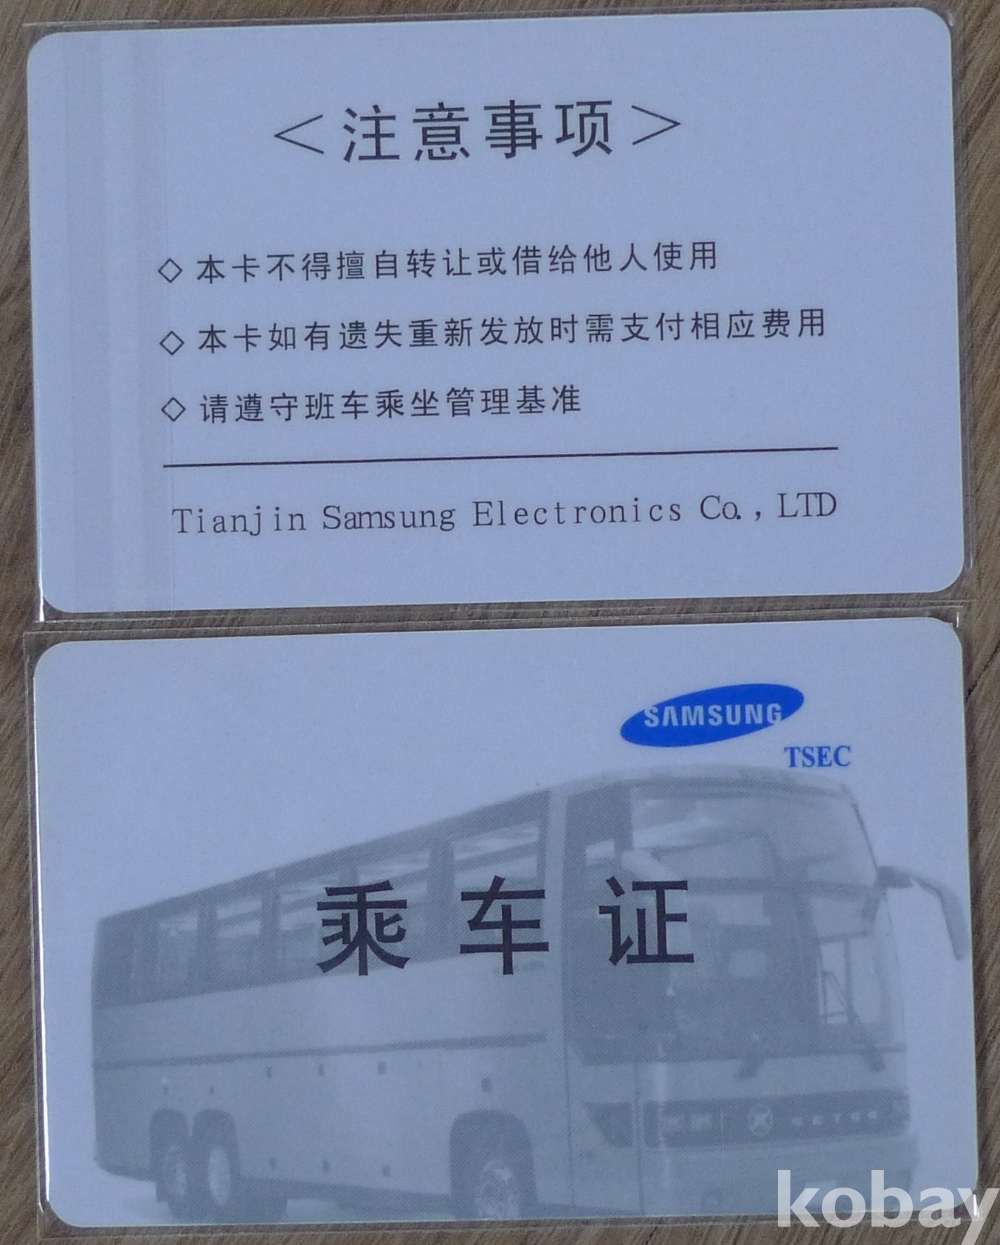 <注意事项>
◇ 本卡不得擅自转让或借给他人使用
◇ 本卡如有遗失重新发放时需支付相应费用
◇ 请遵守班车乘坐管理基准
Tianjin Samsung Electronics Co., LTD
SAMSUNG
TSEC
乘车证
kobay